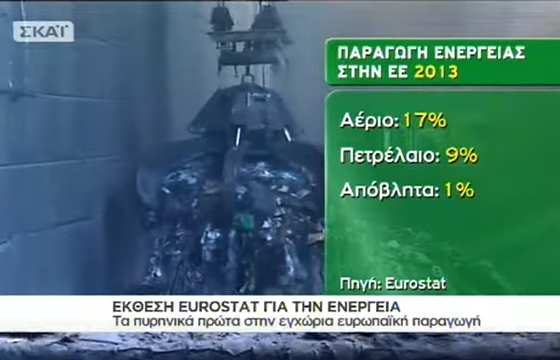 ΣΚΑΪ
ΠΑΡΑΓΩΓΗ ΕΝΕΡΓΕΙΑΣ
ΣΤΗΝ ΕΕ 2013
Αέριο: 17%
Πετρέλαιο: 9%
Απόβλητα: 1%
Πηγή: Eurostat
ΕΚΘΕΣΗ EUROSTAT ΓΙΑ ΤΗΝ ΕΝΕΡΓΕΙΑ
Τα πυρηνικά πρώτα στην εγχώρια ευρωπαϊκή παραγωγή